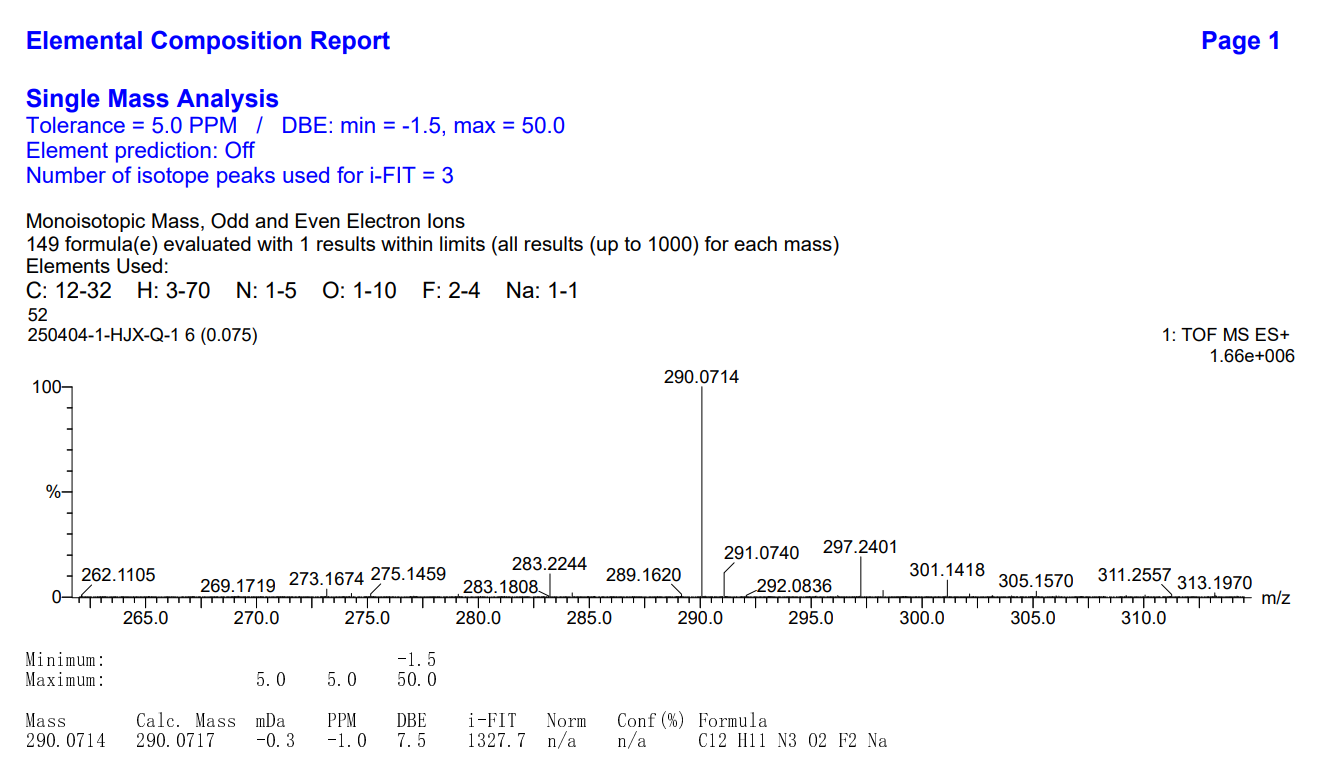 Elemental Composition Report Page 1
Single Mass Analysis
Tolerance = 5.0 PPM / DBE: min = -1.5, max = 50.0
Element prediction: Off
Number of isotope peaks used for i-FIT = 3
Monoisotopic Mass, Odd and Even Electron Ions
149 formula(e) evaluated with 1 results within limits (all results (up to 1000) for each mass)
Elements Used:
C: 12-32 H: 3-70 N: 1-5 O: 1-10 F: 2-4 Na: 1-1
52
250404-1-HJX-Q-1 6 (0.075) 1: TOF MS ES+
1.66e+006
290.0714
100
%
291.0740 297.2401
283.2244
262.1105 269.1719 273.1674 275.1459 283.1808 289.1620 292.0836 301.1418 305.1570 311.2557 313.1970
0 m/z
265.0 270.0 275.0 280.0 285.0 290.0 295.0 300.0 305.0 310.0
Minimum: -1.5
Maximum: 5.0 5.0 50.0
Mass Calc. Mass mDa PPM DBE i-FIT Norm Conf(%) Formula
290.0714 290.0717 -0.3 -1.0 7.5 1327.7 n/a n/a C12 H11 N3 O2 F2 Na